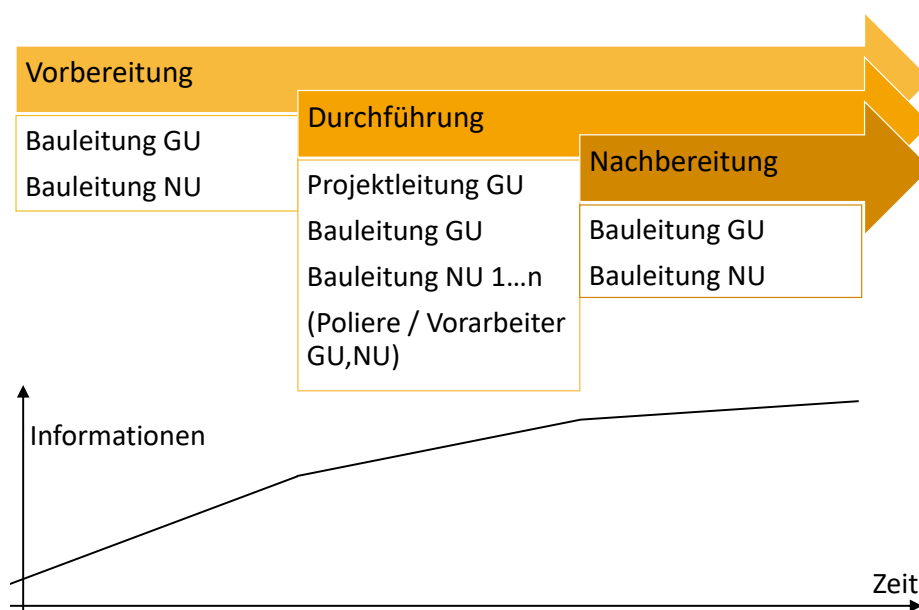 Vorbereitung
Bauleitung GU
Bauleitung NU
Durchführung
Projektleitung GU
Bauleitung GU
Bauleitung NU 1...n
(Poliere / Vorarbeiter
GU,NU)
Nachbereitung
Bauleitung GU
Bauleitung NU
Informationen
Zeit